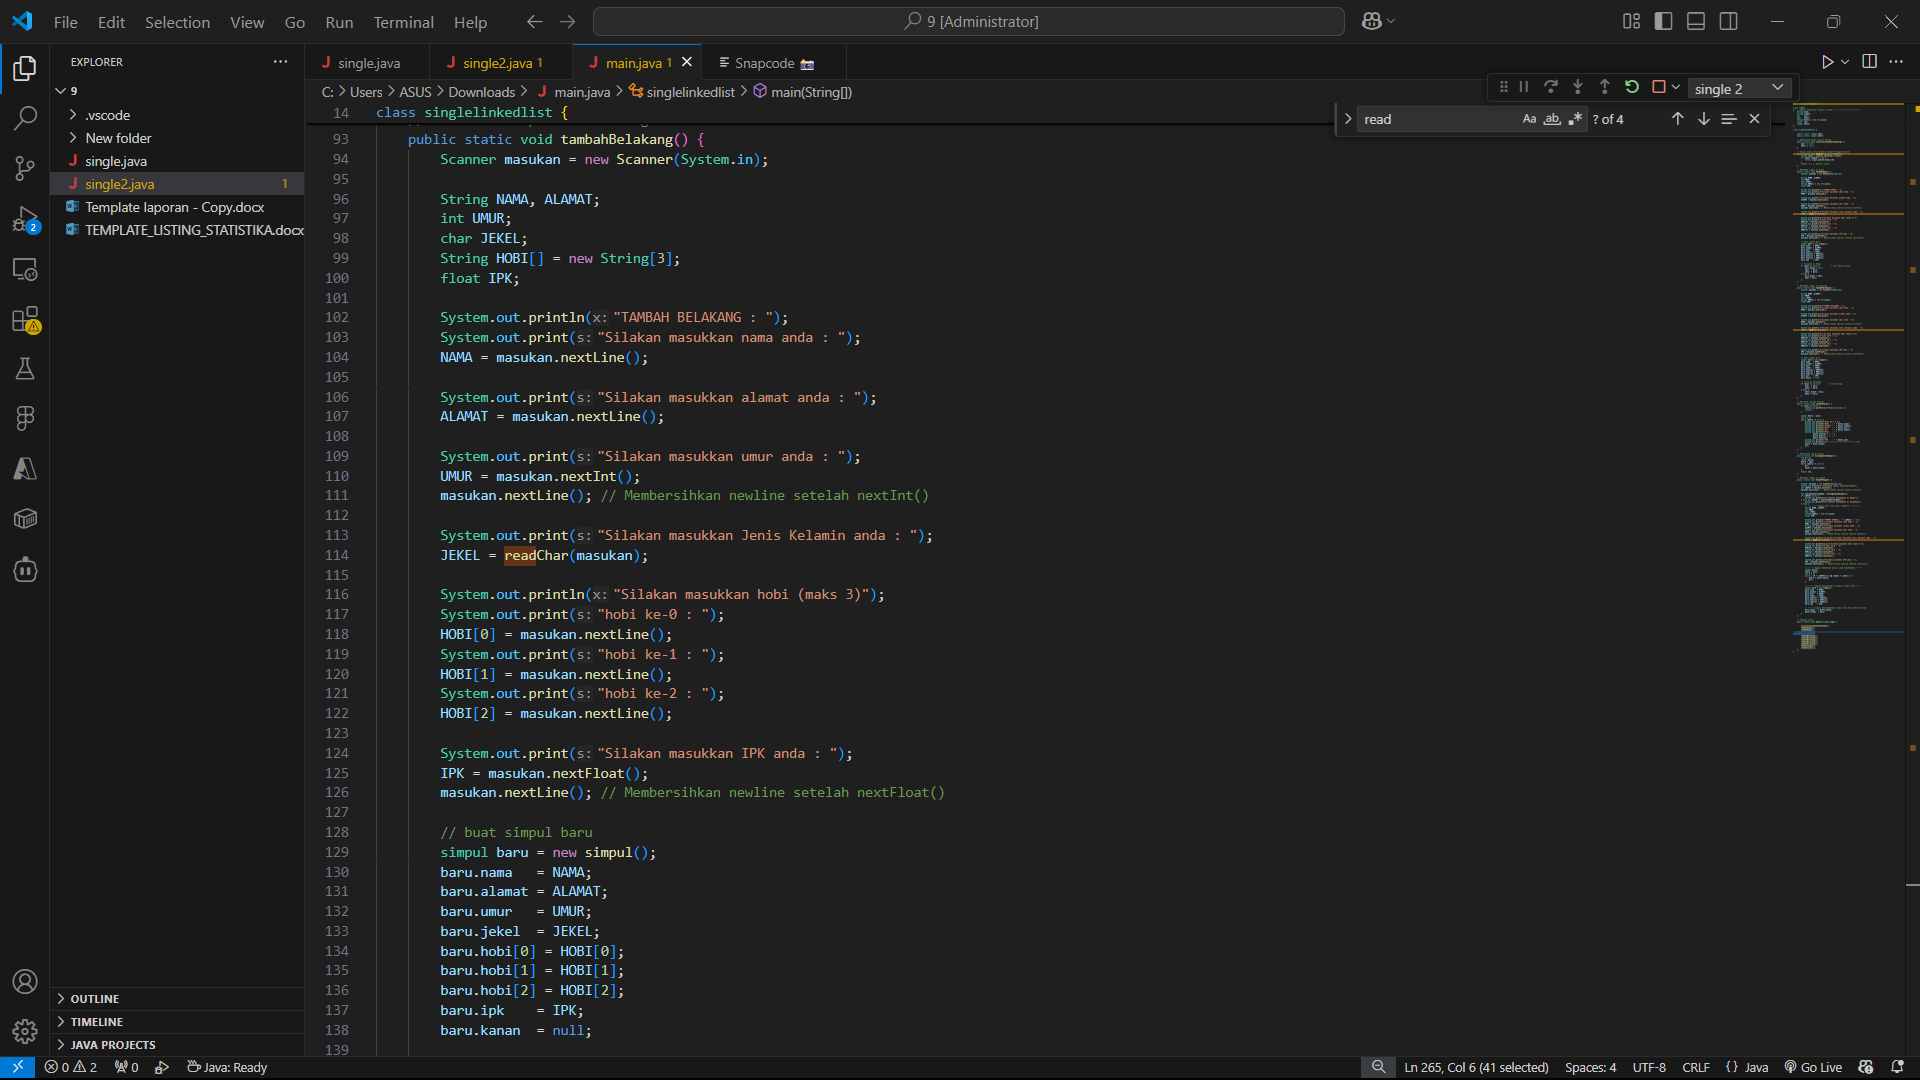 File Edit Selection View Go Run Terminal Help
9 [Administrator]
EXPLORER
9
.vscode
New folder
single.java
single2.java 1
Template laporan - Copy.docx
TEMPLATE_LISTING_STATISTIKA.docx
OUTLINE
TIMELINE
JAVA PROJECTS
2
single.java
single2.java 1
main.java 1
Snapcode
C: > Users > ASUS > Downloads > main.java > singlelinkedlist > main(String[])
single 2
read
Aa ab ? of 4
14 class singlelinkedlist {
93 public static void tambahBelakang() {
94 Scanner masukan = new Scanner(System.in);
95
96 String NAMA, ALAMAT;
97 int UMUR;
98 char JEKEL;
99 String HOBI[] = new String[3];
100 float IPK;
101
102 System.out.println(x: "TAMBAH BELAKANG : ");
103 System.out.print(s: "Silakan masukkan nama anda : ");
104 NAMA = masukan.nextLine();
105
106 System.out.print(s: "Silakan masukkan alamat anda : ");
107 ALAMAT = masukan.nextLine();
108
109 System.out.print(s: "Silakan masukkan umur anda : ");
110 UMUR = masukan.nextInt();
111 masukan.nextLine(); // Membersihkan newline setelah nextInt()
112
113 System.out.print(s: "Silakan masukkan Jenis Kelamin anda : ");
114 JEKEL = readChar(masukan);
115
116 System.out.println(x: "Silakan masukkan hobi (maks 3)");
117 System.out.print(s: "hobi ke-0 : ");
118 HOBI[0] = masukan.nextLine();
119 System.out.print(s: "hobi ke-1 : ");
120 HOBI[1] = masukan.nextLine();
121 System.out.print(s: "hobi ke-2 : ");
122 HOBI[2] = masukan.nextLine();
123
124 System.out.print(s: "Silakan masukkan IPK anda : ");
125 IPK = masukan.nextFloat();
126 masukan.nextLine(); // Membersihkan newline setelah nextFloat()
127
128 // buat simpul baru
129 simpul baru = new simpul();
130 baru.nama = NAMA;
131 baru.alamat = ALAMAT;
132 baru.umur = UMUR;
133 baru.jekel = JEKEL;
134 baru.hobi[0] = HOBI[0];
135 baru.hobi[1] = HOBI[1];
136 baru.hobi[2] = HOBI[2];
137 baru.ipk = IPK;
138 baru.kanan = null;
139
0 2 0 Java: Ready
Ln 265, Col 6 (41 selected) Spaces: 4 UTF-8 CRLF {} Java Go Live